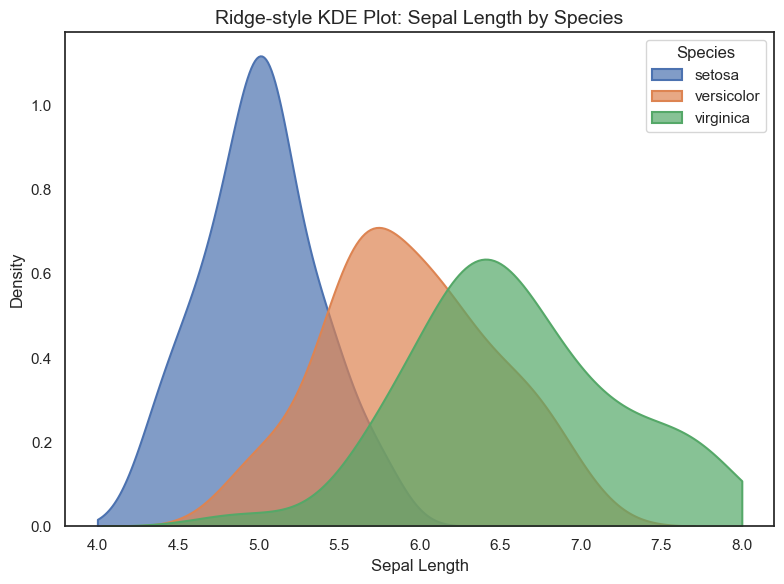 Ridge-style KDE Plot: Sepal Length by Species
Species
setosa
versicolor
virginica
1.0
0.8
0.6
0.4
0.2
0.0
Density
4.0 4.5 5.0 5.5 6.0 6.5 7.0 7.5 8.0
Sepal Length